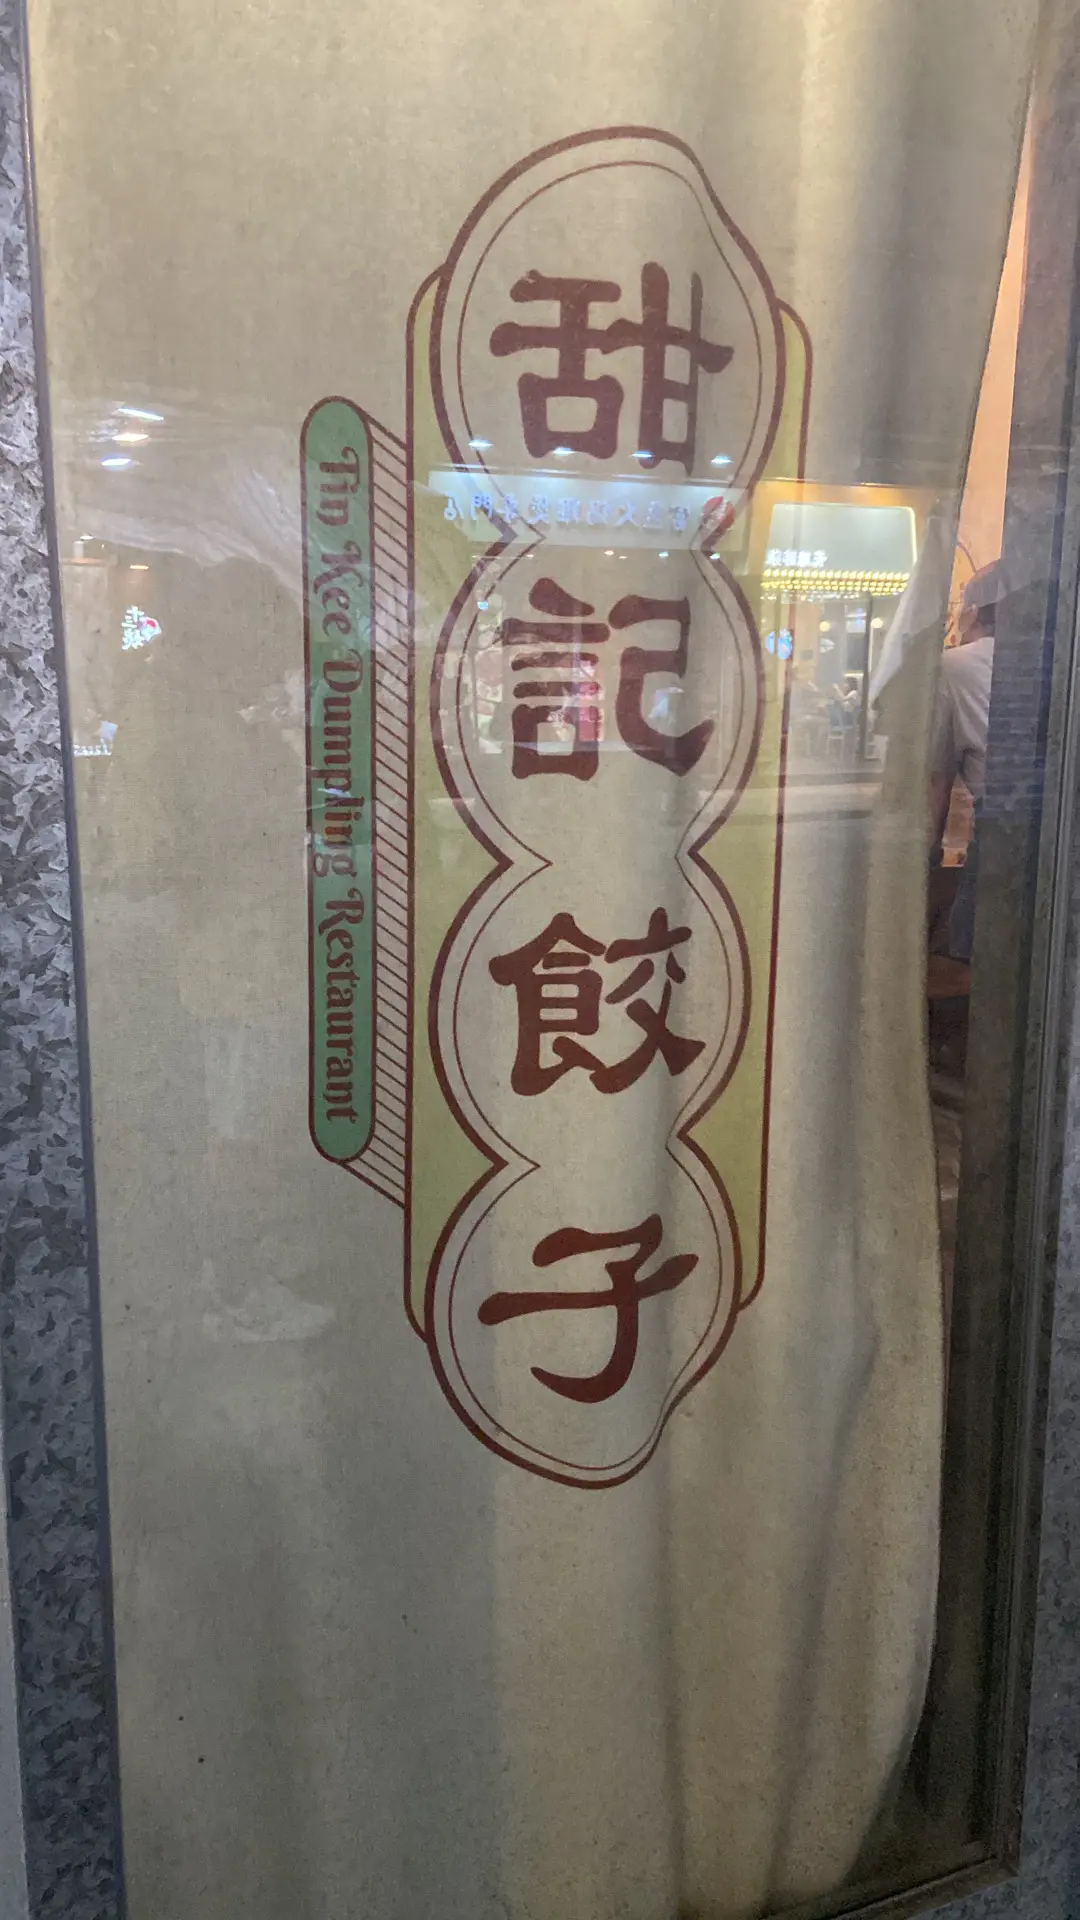 甜記餃子
Tin Kee Dumpling Restaurant